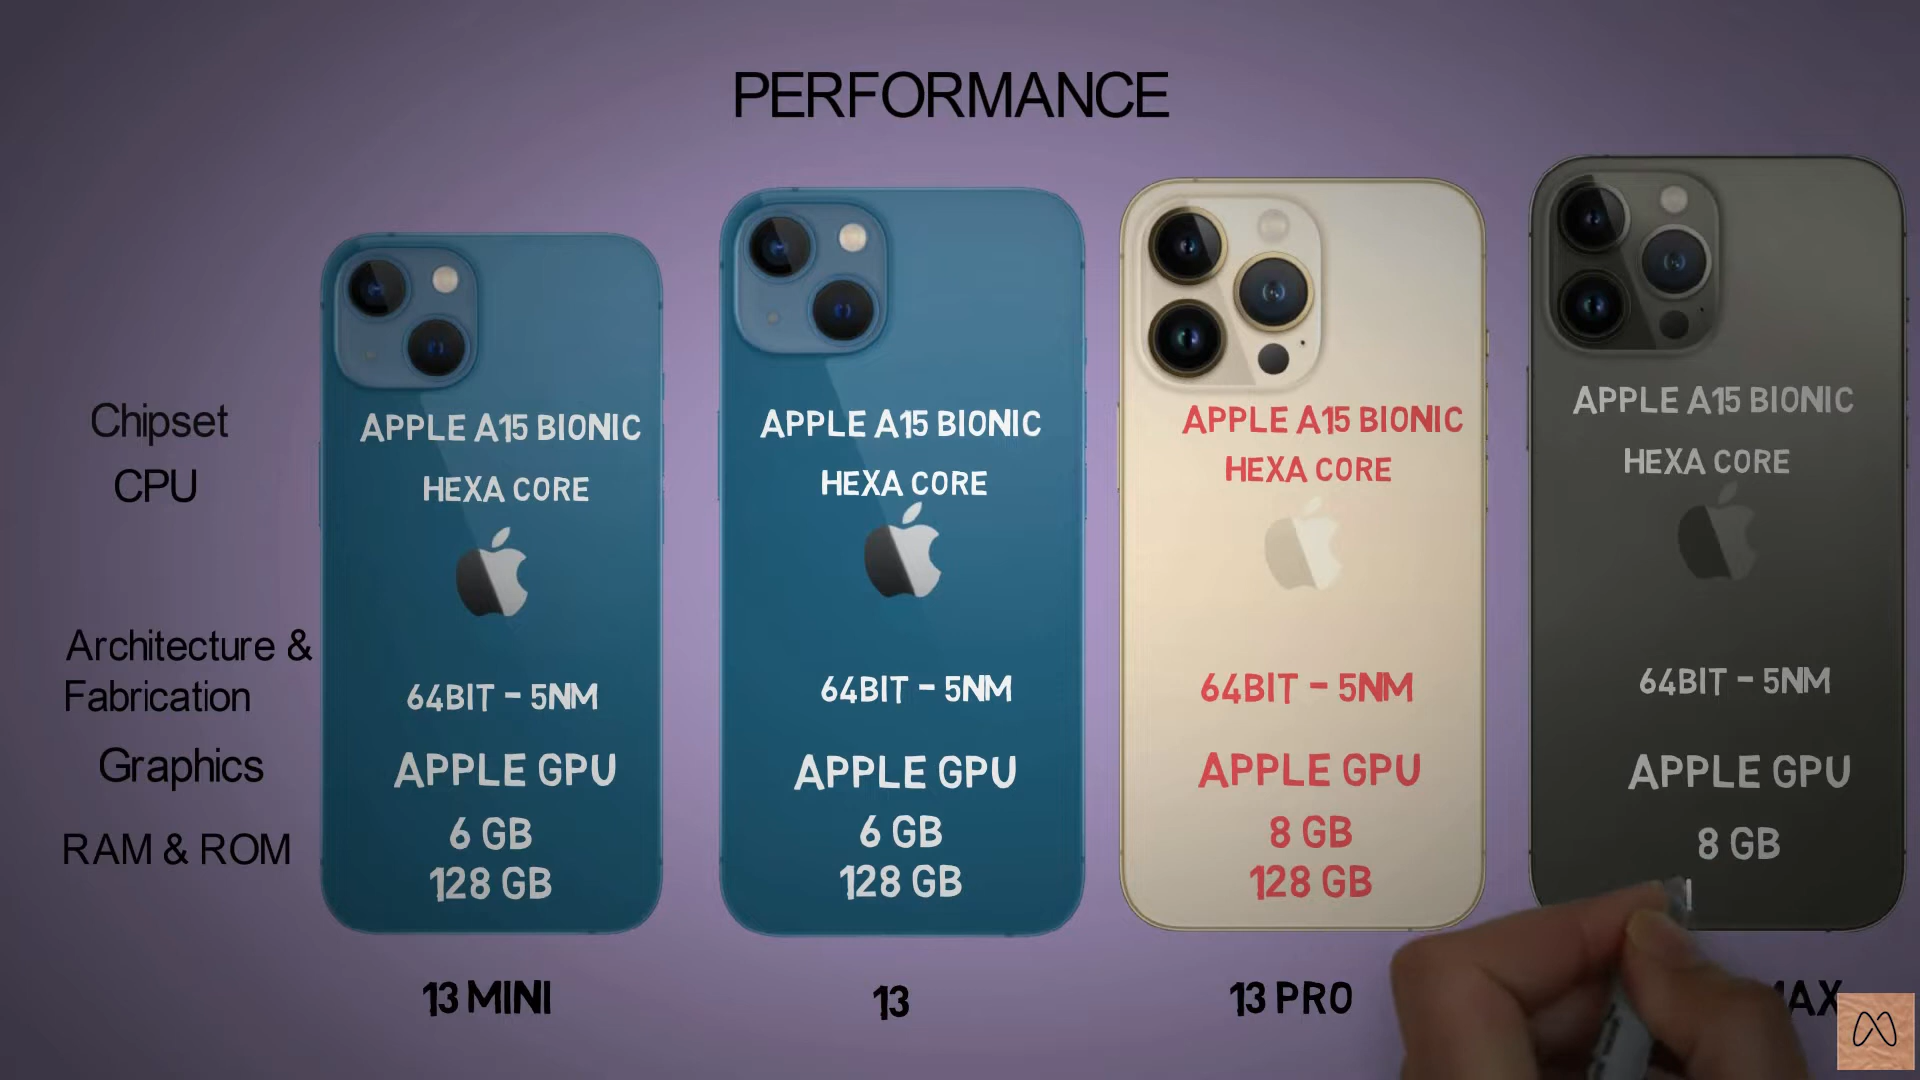 PERFORMANCE
Chipset
APPLE A15 BIONIC
APPLE A15 BIONIC
APPLE A15 BIONIC
APPLE A15 BIONIC
CPU
HEXA CORE
HEXA CORE
HEXA CORE
HEXA CORE
Architecture &
Fabrication
64BIT - 5NM
64BIT - 5NM
64BIT - 5NM
64BIT - 5NM
Graphics
APPLE GPU
APPLE GPU
APPLE GPU
APPLE GPU
RAM & ROM
6 GB
6 GB
8 GB
8 GB
128 GB
128 GB
128 GB
13 MINI
13
13 PRO